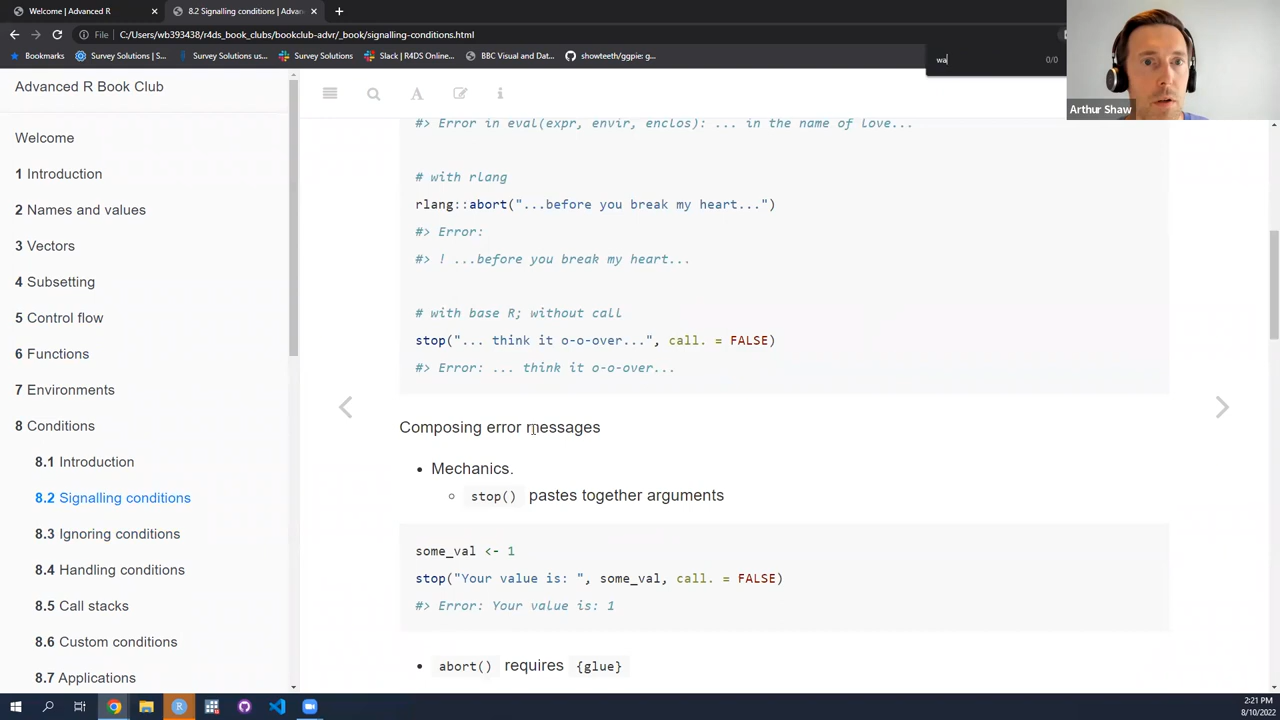 Welcome | Advanced R
8.2 Signalling conditions | Advan
File
C:/Users/wb393438/r4ds_book_clubs/bookclub-advr/_book/signalling-conditions.html
Bookmarks
Survey Solutions | S...
Survey Solutions us...
Survey Solutions
Slack | R4DS Online...
BBC Visual and Dat...
showteeth/ggpie: g...
wa
0/0
Arthur Shaw
Advanced R Book Club
Welcome
1 Introduction
2 Names and values
3 Vectors
4 Subsetting
5 Control flow
6 Functions
7 Environments
8 Conditions
8.1 Introduction
8.2 Signalling conditions
8.3 Ignoring conditions
8.4 Handling conditions
8.5 Call stacks
8.6 Custom conditions
8.7 Applications
#> Error in eval(expr, envir, enclos): ... in the name of love...
# with rlang
rlang::abort("...before you break my heart...")
#> Error:
#> ! ...before you break my heart...
# with base R; without call
stop("... think it o-o-over...", call. = FALSE)
#> Error: ... think it o-o-over...
Composing error messages
• Mechanics.
stop() pastes together arguments
some_val <- 1
stop("Your value is: ", some_val, call. = FALSE)
#> Error: Your value is: 1
• abort() requires {glue}
2:21 PM
8/10/2022